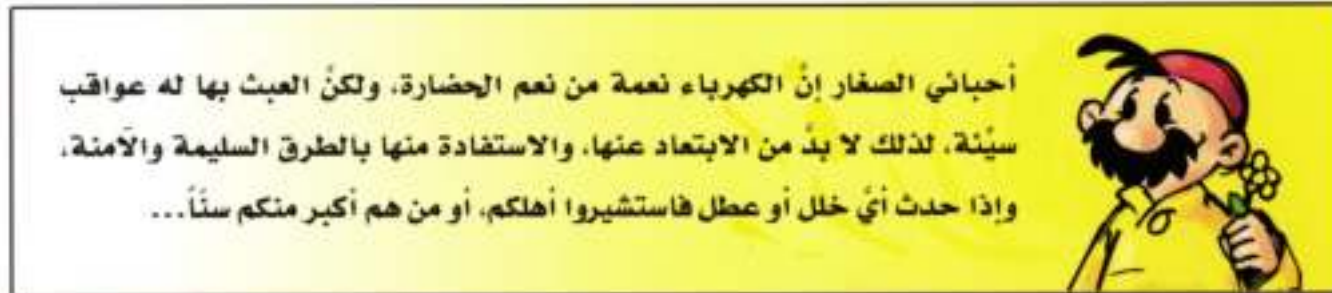 أحبائي الصغار إنّ الكهرباء نعمة من نعم الحضارة، ولكنّ العبث بها له عواقب
سيّئة، لذلك لا بدّ من الابتعاد عنها، والاستفادة منها بالطرق السليمة والآمنة،
وإذا حدث أيّ خلل أو عطل فاستشيروا أهلكم، أو من هم أكبر منكم سنّاً...